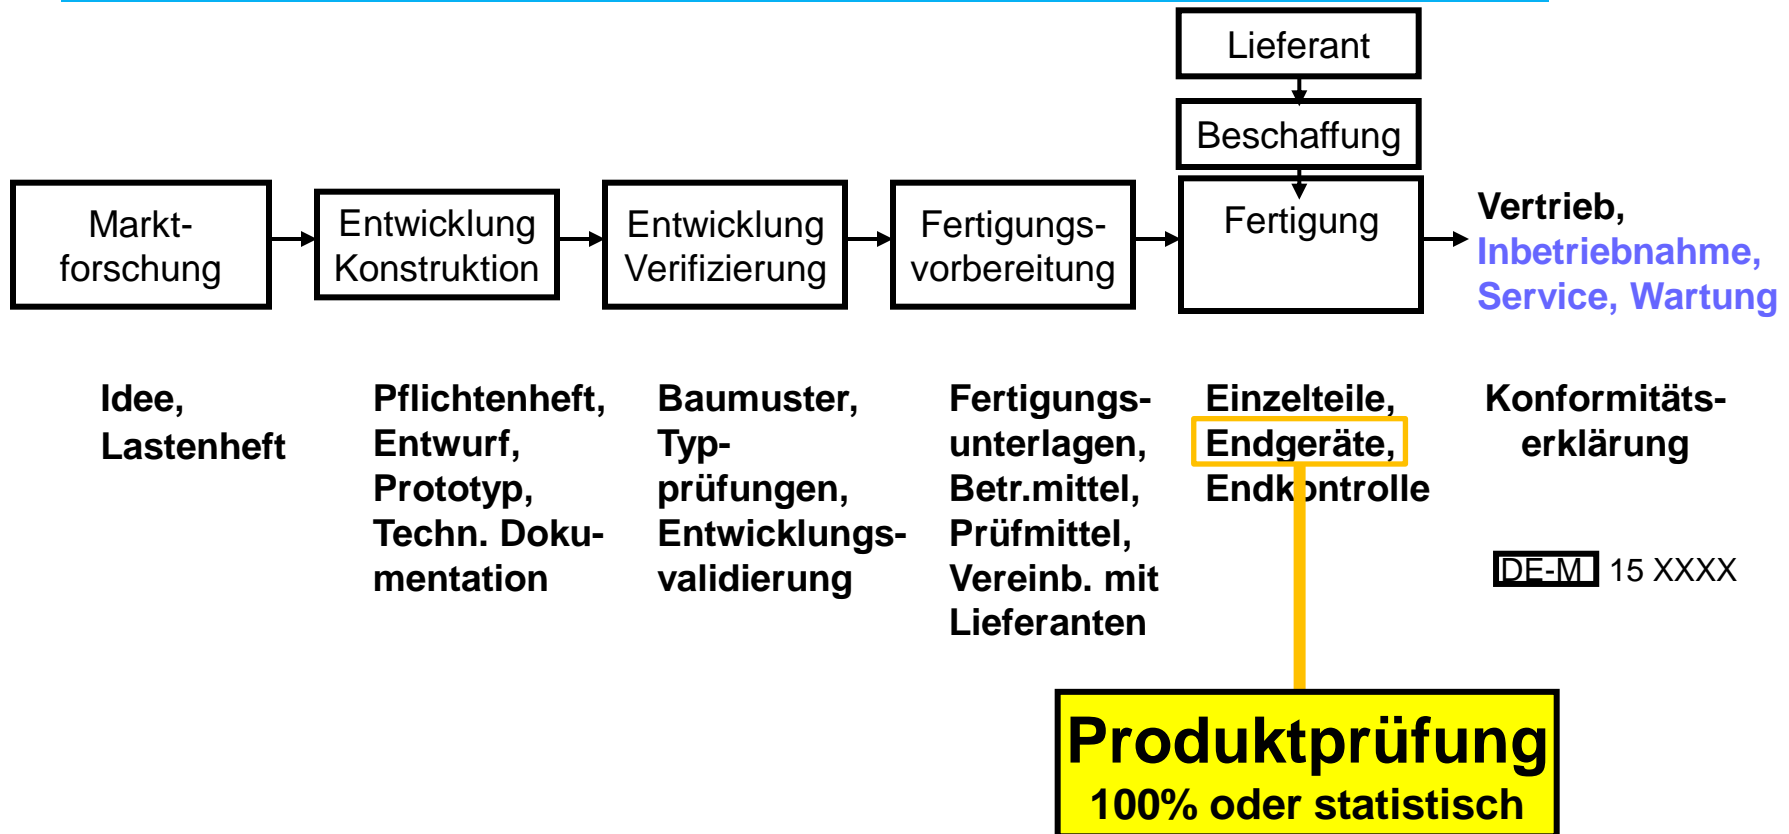 Lieferant
Beschaffung
Markt-
forschung
Entwicklung
Konstruktion
Entwicklung
Verifizierung
Fertigungs-
vorbereitung
Fertigung
Vertrieb,
Inbetriebnahme,
Service, Wartung
Idee,
Lastenheft
Pflichtenheft,
Entwurf,
Prototyp,
Techn. Doku-
mentation
Baumuster,
Typ-
prüfungen,
Entwicklungs-
validierung
Fertigungs-
unterlagen,
Betr.mittel,
Prüfmittel,
Vereinb. mit
Lieferanten
Einzelteile,
Endgeräte,
Endkontrolle
Konformitäts-
erklärung
DE-M 15 XXXX
Produktprüfung
100% oder statistisch